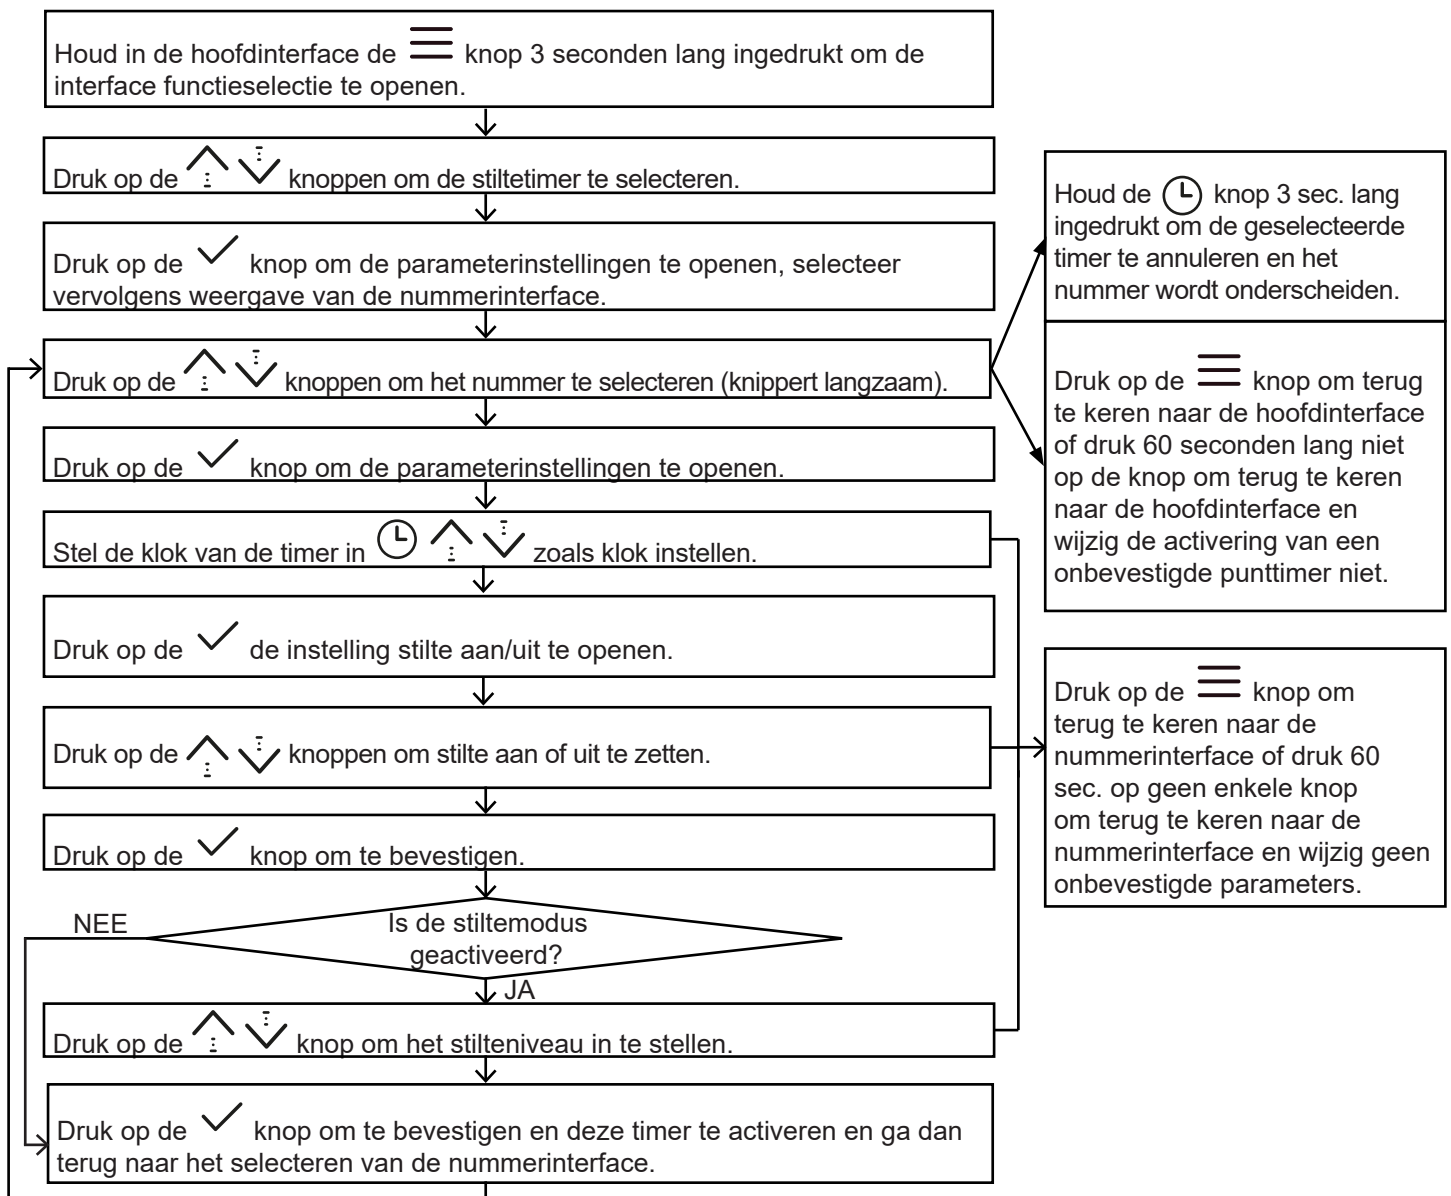 Houd in de hoofdinterface de knop 3 seconden lang ingedrukt om de
interface functieselectie te openen.
Druk op de knoppen om de stiltetimer te selecteren.
Druk op de knop om de parameterinstellingen te openen, selecteer
vervolgens weergave van de nummerinterface.
Druk op de knoppen om het nummer te selecteren (knippert langzaam).
Houd de knop 3 sec. lang
ingedrukt om de geselecteerde
timer te annuleren en het
nummer wordt onderscheiden.
Druk op de knop om terug
te keren naar de hoofdinterface
of druk 60 seconden lang niet
op de knop om terug te keren
naar de hoofdinterface en
wijzig de activering van een
onbevestigde punttimer niet.
Druk op de knop om de parameterinstellingen te openen.
Stel de klok van de timer in zoals klok instellen.
Druk op de de instelling stilte aan/uit te openen.
Druk op de knoppen om stilte aan of uit te zetten.
Druk op de knop om
terug te keren naar de
nummerinterface of druk 60
sec. op geen enkele knop
om terug te keren naar de
nummerinterface en wijzig geen
onbevestigde parameters.
Druk op de knop om te bevestigen.
NEE
Is de stiltemodus
geactiveerd?
JA
Druk op de knop om het stilteniveau in te stellen.
Druk op de knop om te bevestigen en deze timer te activeren en ga dan
terug naar het selecteren van de nummerinterface.